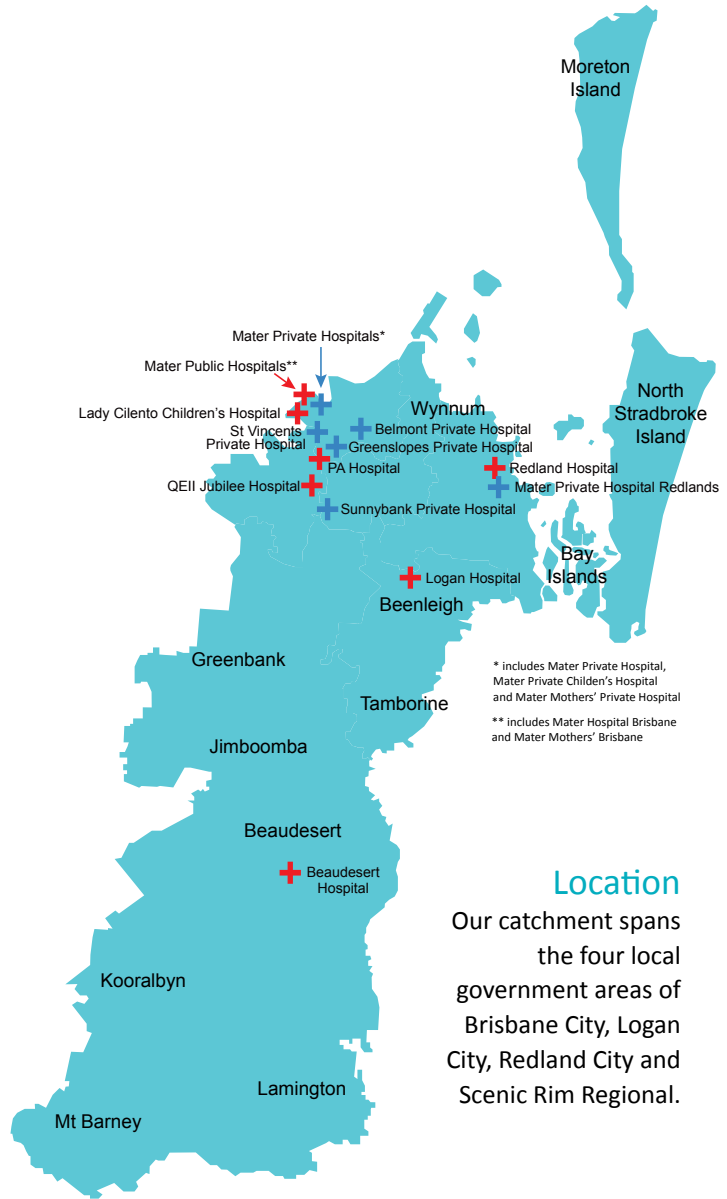 Moreton
Island
Mater Private Hospitals*
Mater Public Hospitals**
Lady Cilento Children's Hospital
St Vincents
Private Hospital
Wynnum
Belmont Private Hospital
Greenslopes Private Hospital
PA Hospital
North
Stradbroke
Island
Redland Hospital
QEII Jubilee Hospital
Mater Private Hospital Redlands
Sunnybank Private Hospital
Logan Hospital
Bay
Islands
Beenleigh
Greenbank
* includes Mater Private Hospital,
Mater Private Childen's Hospital
and Mater Mothers' Private Hospital
** includes Mater Hospital Brisbane
and Mater Mothers' Brisbane
Tamborine
Jimboomba
Beaudesert
Beaudesert
Hospital
Location
Our catchment spans
the four local
government areas of
Brisbane City, Logan
City, Redland City and
Scenic Rim Regional.
Kooralbyn
Lamington
Mt Barney